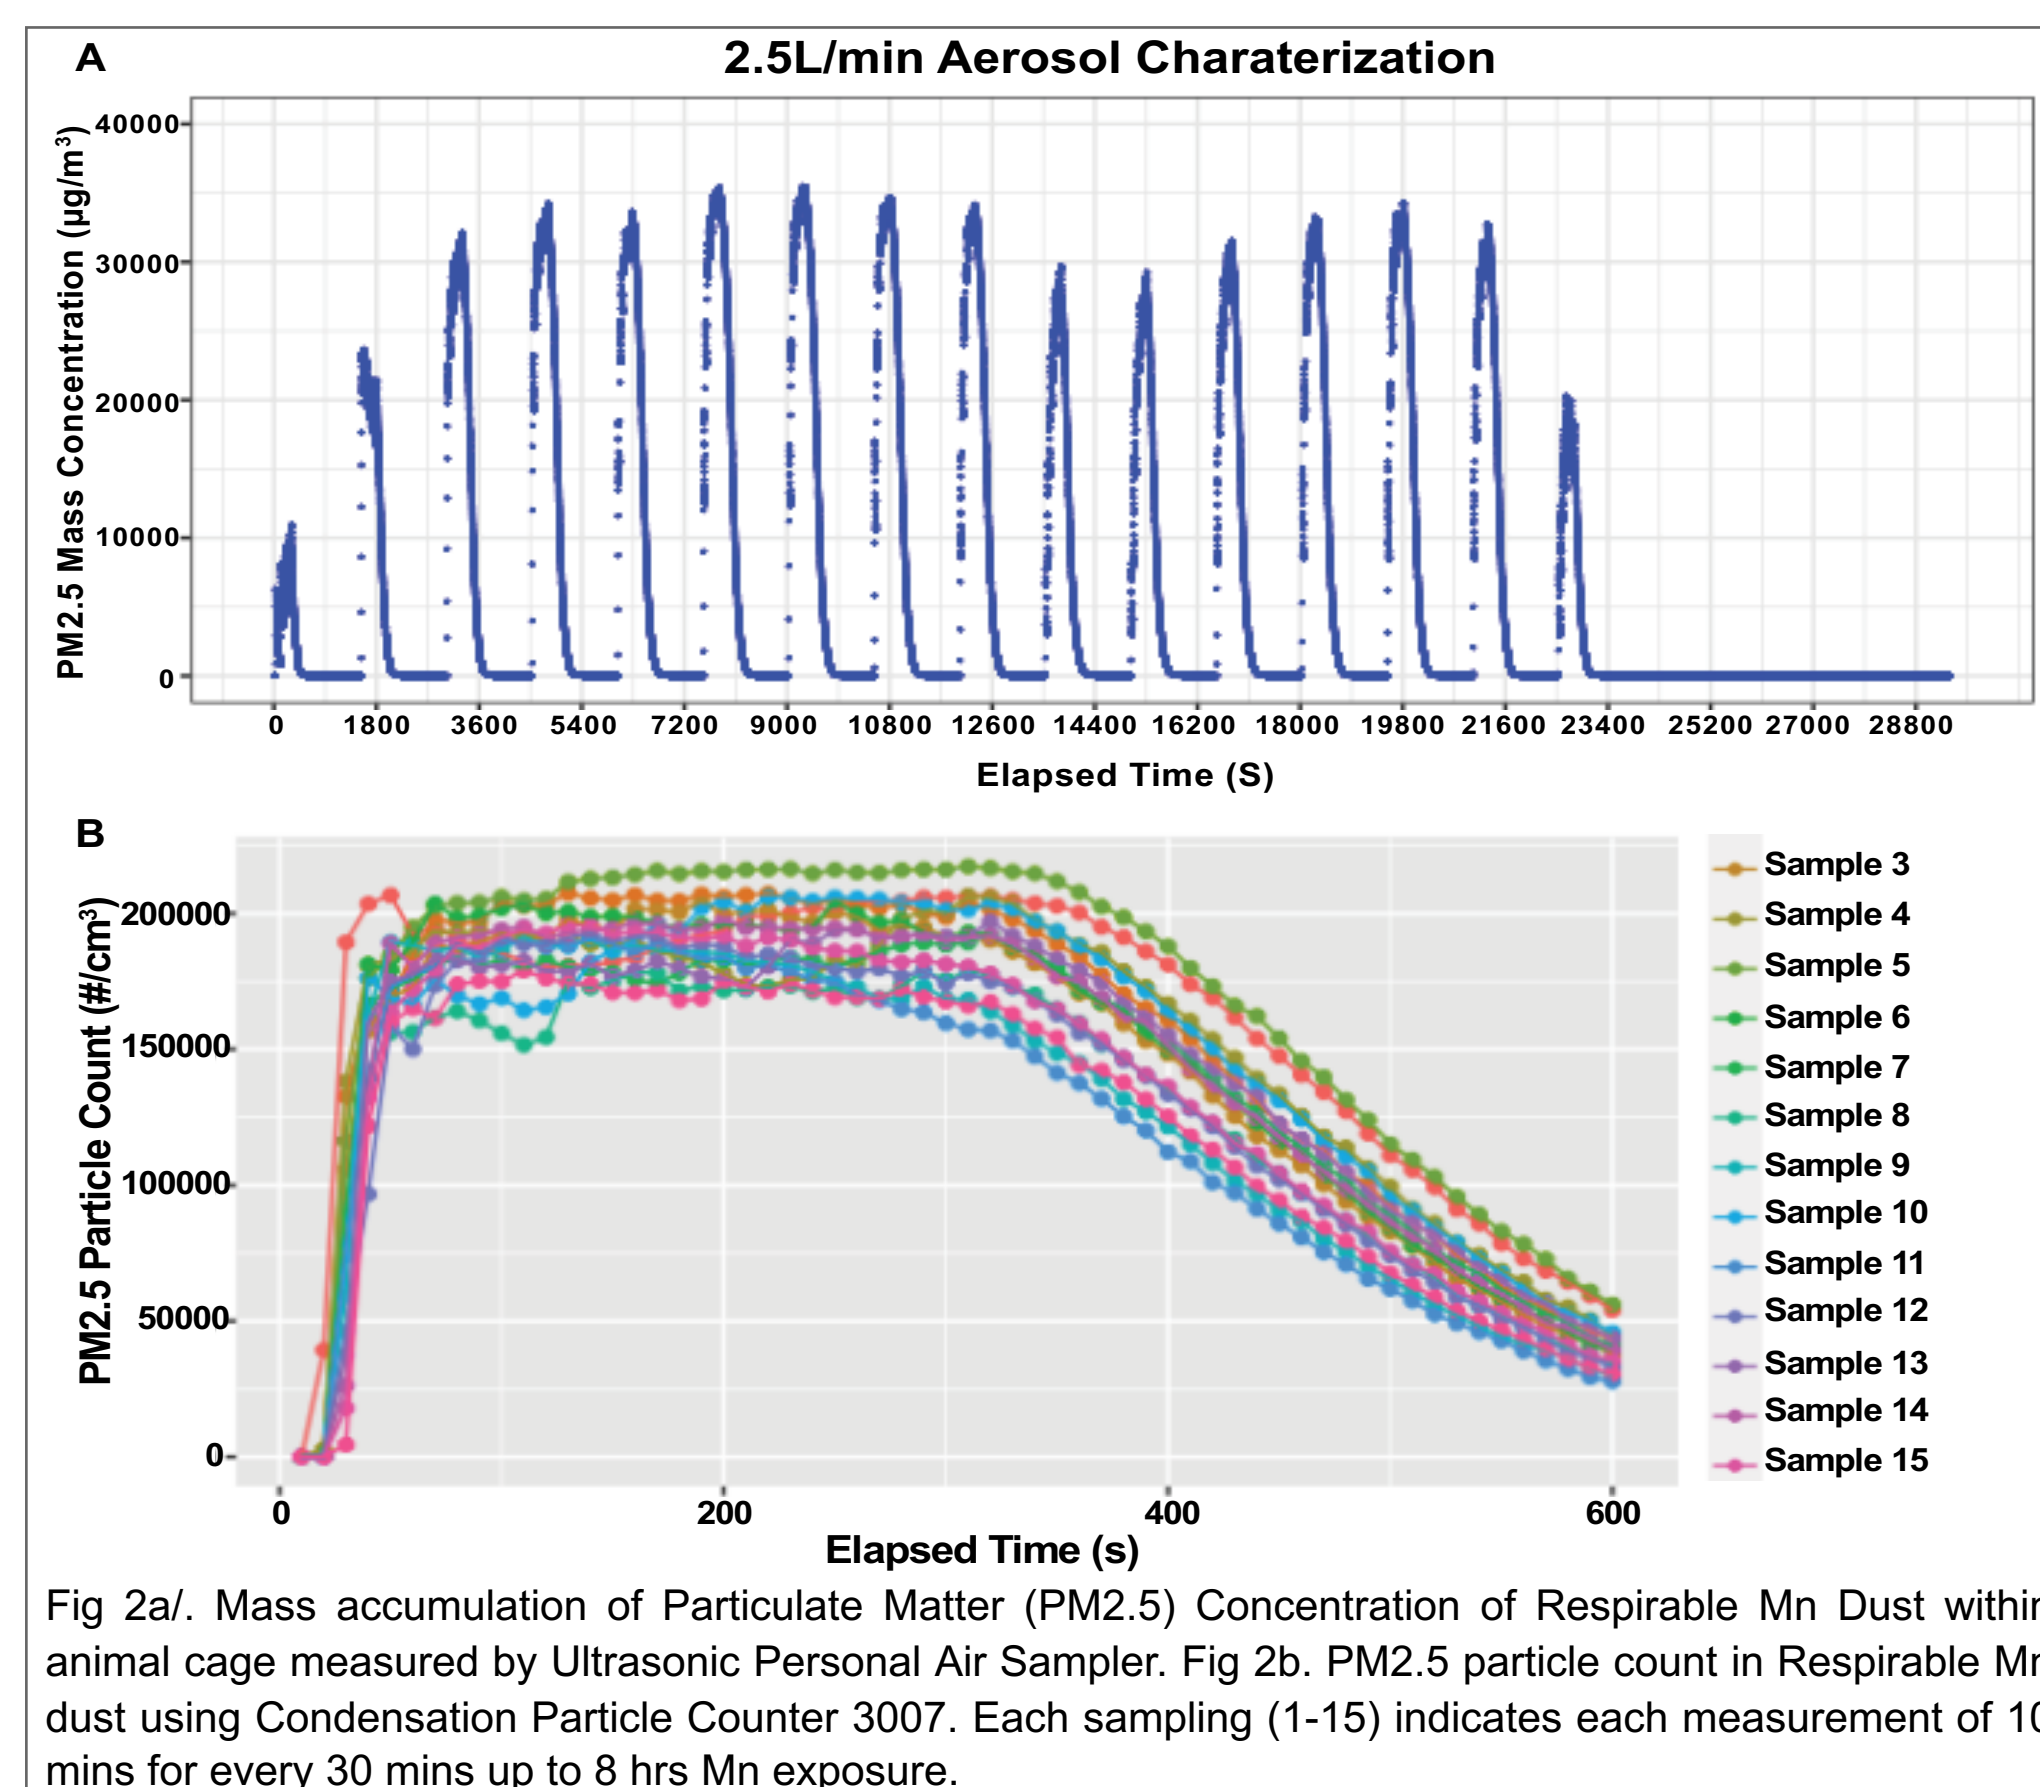 A
2.5L/min Aerosol Charaterization
PM2.5 Mass Concentration (µg/m³)
40000
30000
20000
10000
0
0 1800 3600 5400 7200 9000 10800 12600 14400 16200 18000 19800 21600 23400 25200 27000 28800
Elapsed Time (S)
B
PM2.5 Particle Count (#/cm³)
200000
150000
100000
50000
0
0 200 400 600
Elapsed Time (s)
Sample 3
Sample 4
Sample 5
Sample 6
Sample 7
Sample 8
Sample 9
Sample 10
Sample 11
Sample 12
Sample 13
Sample 14
Sample 15
Fig 2a/. Mass accumulation of Particulate Matter (PM2.5) Concentration of Respirable Mn Dust within
animal cage measured by Ultrasonic Personal Air Sampler. Fig 2b. PM2.5 particle count in Respirable Mn
dust using Condensation Particle Counter 3007. Each sampling (1-15) indicates each measurement of 10
mins for every 30 mins up to 8 hrs Mn exposure.